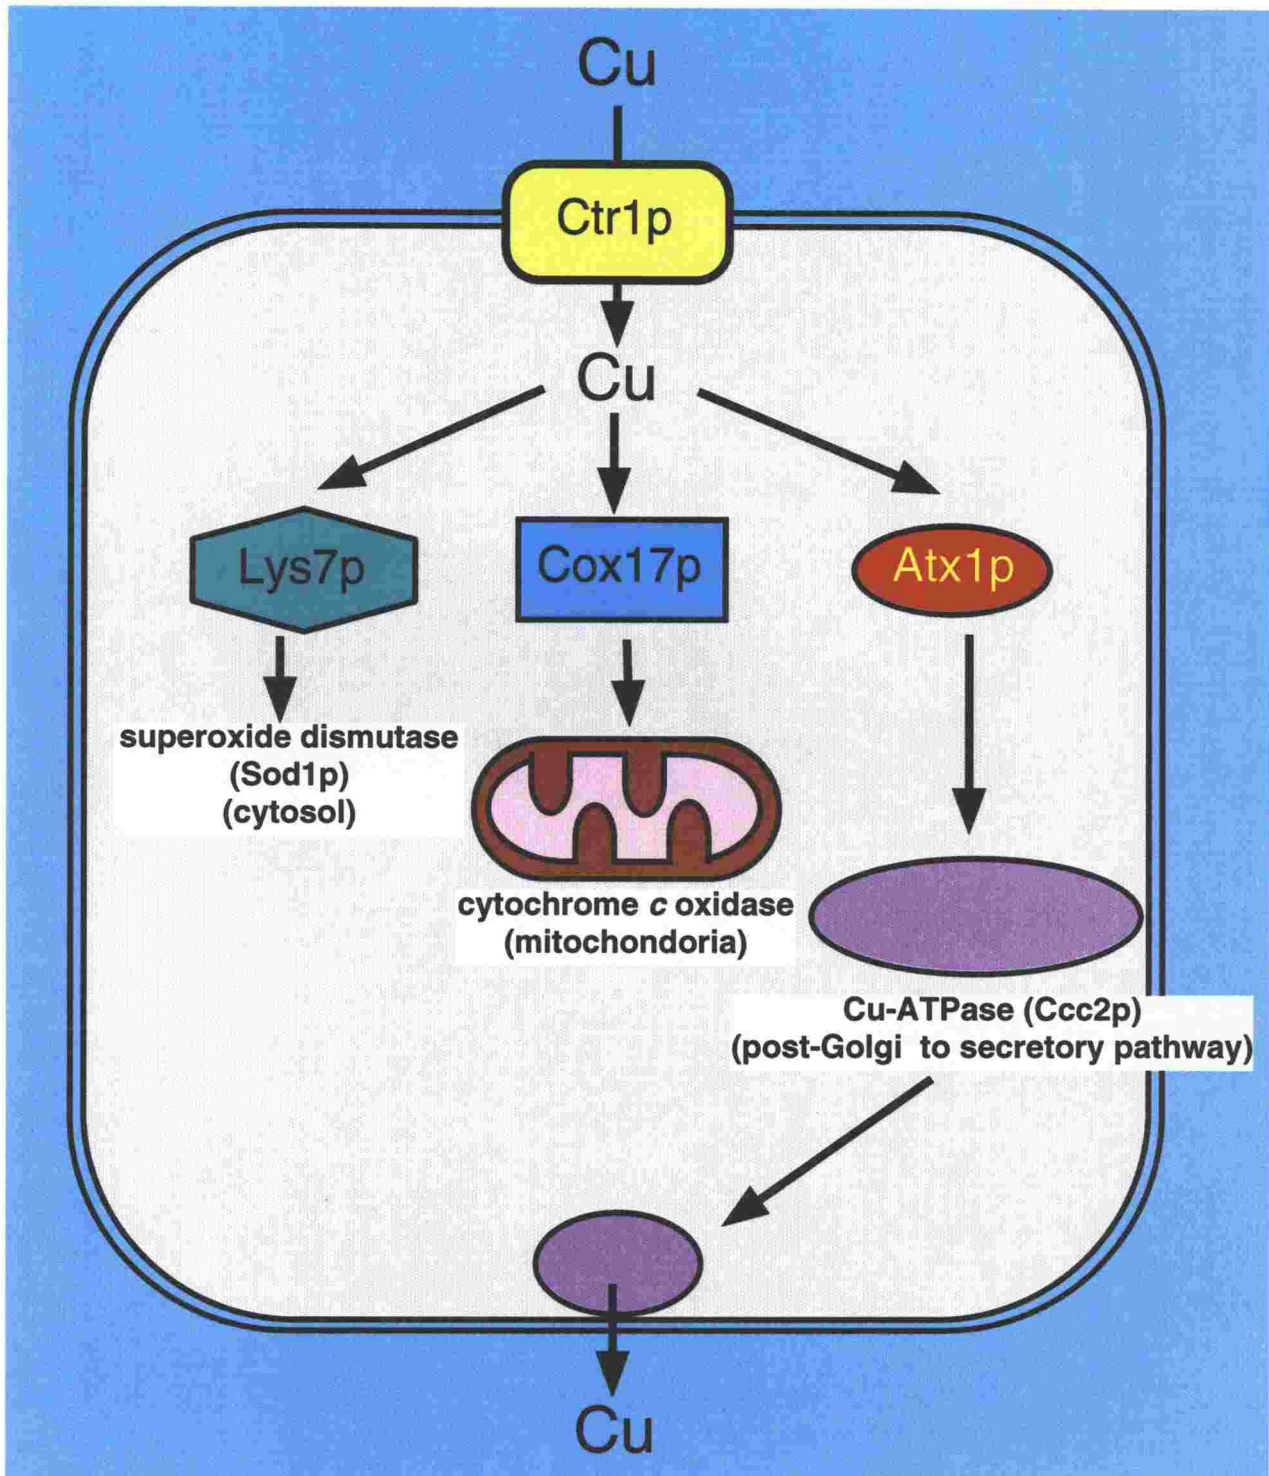 Cu
Ctr1p
Cu
Lys7p
Cox17p
Atx1p
superoxide dismutase
(Sod1p)
(cytosol)
cytochrome c oxidase
(mitochondoria)
Cu-ATPase (Ccc2p)
(post-Golgi to secretory pathway)
Cu